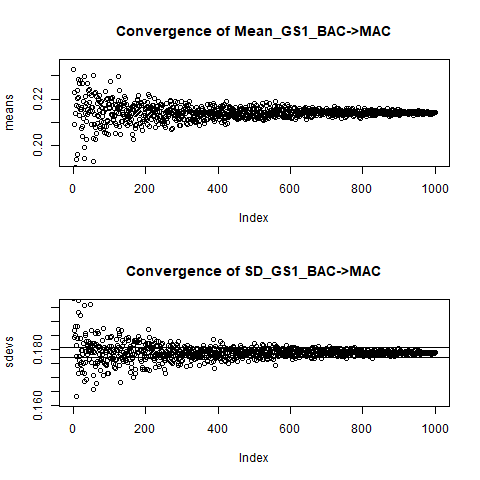 Convergence of Mean_GS1_BAC->MAC
means
0.22
0.20
0 200 400 600 800 1000
Index
Convergence of SD_GS1_BAC->MAC
sdevs
0.180
0.160
0 200 400 600 800 1000
Index